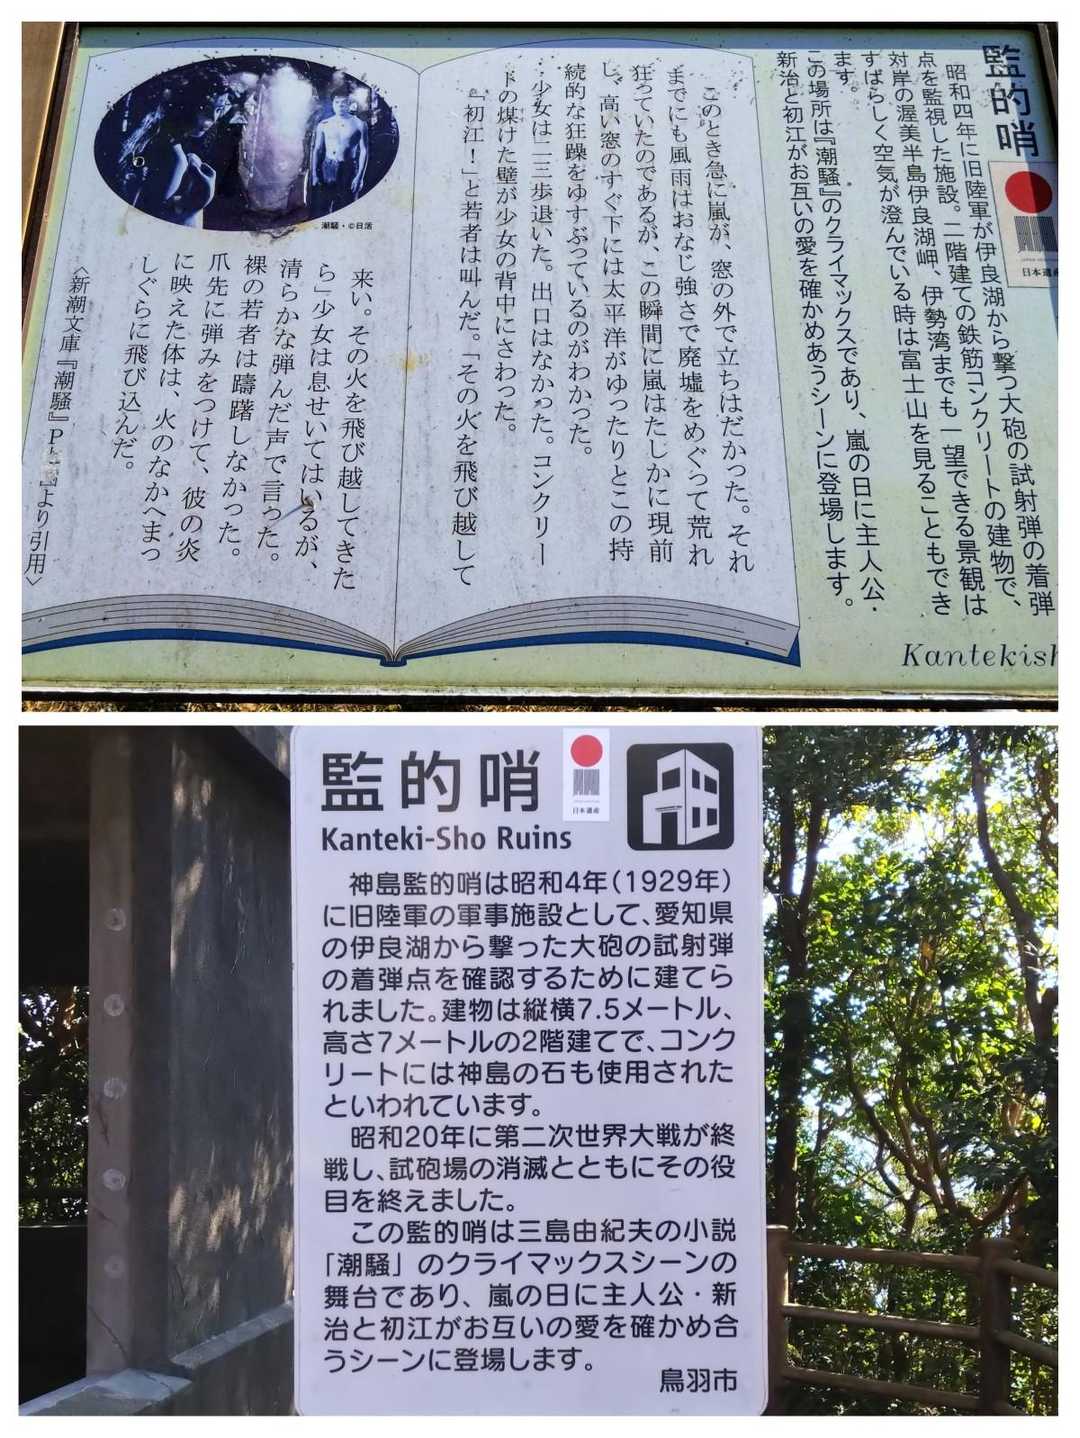 監的哨
日本遺産
昭和四年に旧陸軍が伊良湖から撃つ大砲の試射弾の着弾
点を監視した施設。二階建ての鉄筋コンクリートの建物で、
対岸の渥美半島伊良湖岬、伊勢湾までも一望できる景観は
すばらしく空気が澄んでいる時は富士山を見ることもでき
ます。
この場所は『潮騒』のクライマックスであり、嵐の日に主人公・
新治と初江がお互いの愛を確かめあうシーンに登場します。
Kantekish
このとき急に嵐が、窓の外で立ちはだかった。それ
までにも風雨はおなじ強さで廃墟をめぐって荒れ
狂っていたのであるが、この瞬間に嵐はたしかに現前
し、高い窓のすぐ下には太平洋がゆったりとこの持
続的な狂躁をゆすぶっているのがわかった。
少女は二三歩退いた。出口はなかった。コンクリー
トの煤けた壁が少女の背中にさわった。
「初江！」と若者は叫んだ。「その火を飛び越して
来い。その火を飛び越してきた
ら」少女は息せいてはいるが、
清らかな弾んだ声で言った。
裸の若者は躊躇しなかった。
爪先に弾みをつけて、彼の炎
に映えた体は、火のなかへまっ
しぐらに飛び込んだ。
〈新潮文庫『潮騒』P より引用〉
潮騒・©日活
監的哨
日本遺産
Kanteki-Sho Ruins
神島監的哨は昭和4年(1929年)
に旧陸軍の軍事施設として、愛知県
の伊良湖から撃った大砲の試射弾
の着弾点を確認するために建てら
れました。建物は縦横7.5メートル、
高さ7メートルの2階建てで、コンク
リートには神島の石も使用された
といわれています。
昭和20年に第二次世界大戦が終
戦し、試砲場の消滅とともにその役
目を終えました。
この監的哨は三島由紀夫の小説
「潮騒」のクライマックスシーンの
舞台であり、嵐の日に主人公・新
治と初江がお互いの愛を確かめ合
うシーンに登場します。
鳥羽市